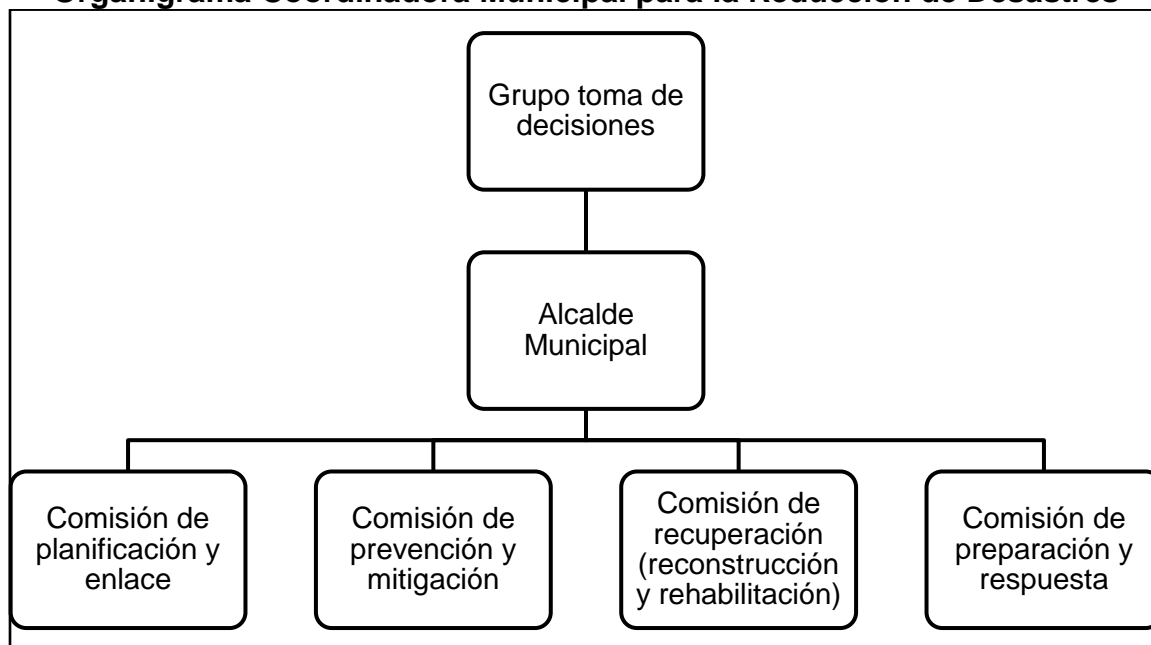 Organigrama Coordinadora Municipal para la Reducción de Desastres
Grupo toma de
decisiones
Alcalde
Municipal
Comisión de
planificación y
enlace
Comisión de
prevención y
mitigación
Comisión de
recuperación
(reconstrucción
y rehabilitación)
Comisión de
preparación y
respuesta